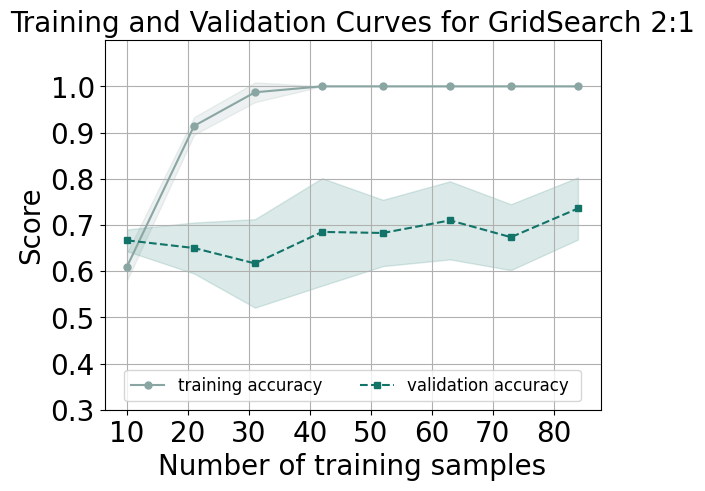 Training and Validation Curves for GridSearch 2:1
1.0
0.9
0.8
0.7
0.6
0.5
0.4
0.3
Score
training accuracy validation accuracy
10 20 30 40 50 60 70 80
Number of training samples